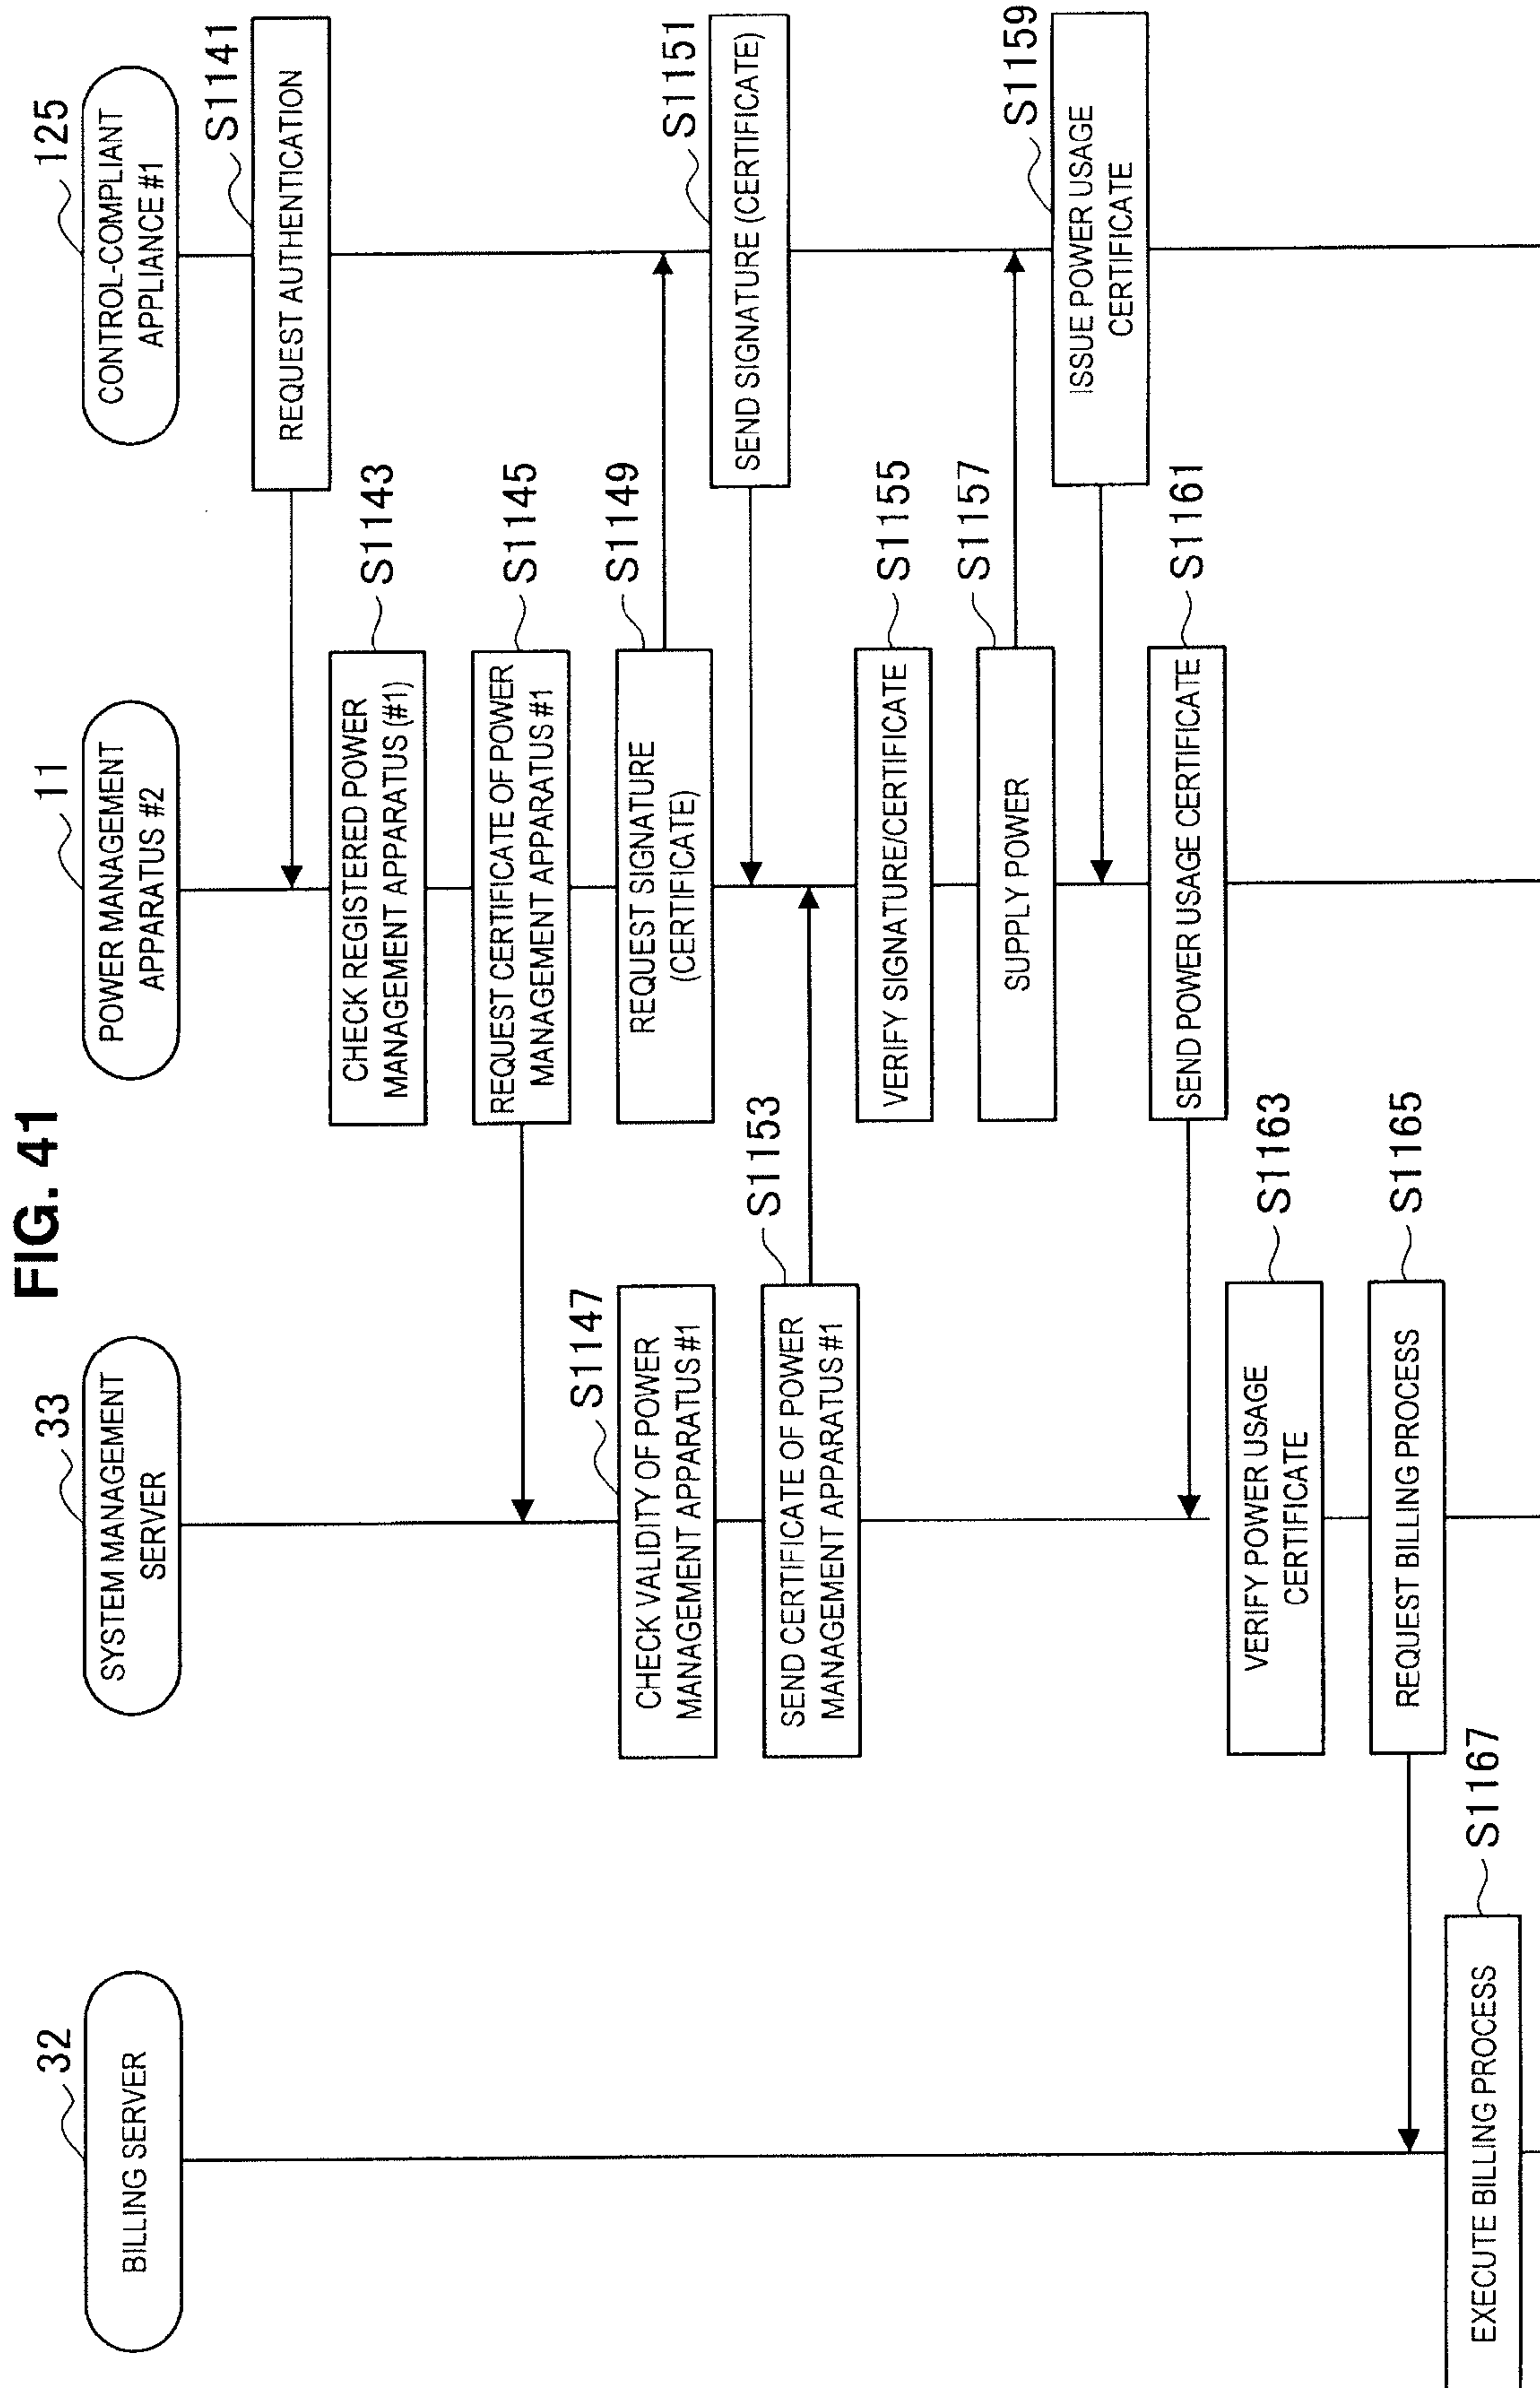 FIG. 41
32
BILLING SERVER
33
SYSTEM MANAGEMENT
SERVER
11
POWER MANAGEMENT
APPARATUS #2
125
CONTROL-COMPLIANT
APPLIANCE #1
S1141
REQUEST AUTHENTICATION
CHECK REGISTERED POWER
MANAGEMENT APPARATUS (#1)
S1143
REQUEST CERTIFICATE OF POWER
MANAGEMENT APPARATUS #1
S1145
S1147
CHECK VALIDITY OF POWER
MANAGEMENT APPARATUS #1
REQUEST SIGNATURE
(CERTIFICATE)
S1149
S1151
SEND SIGNATURE (CERTIFICATE)
S1153
SEND CERTIFICATE OF POWER
MANAGEMENT APPARATUS #1
VERIFY SIGNATURE/CERTIFICATE
S1155
SUPPLY POWER
S1157
S1159
ISSUE POWER USAGE
CERTIFICATE
SEND POWER USAGE CERTIFICATE
S1161
VERIFY POWER USAGE
CERTIFICATE
S1163
REQUEST BILLING PROCESS
S1165
EXECUTE BILLING PROCESS
S1167